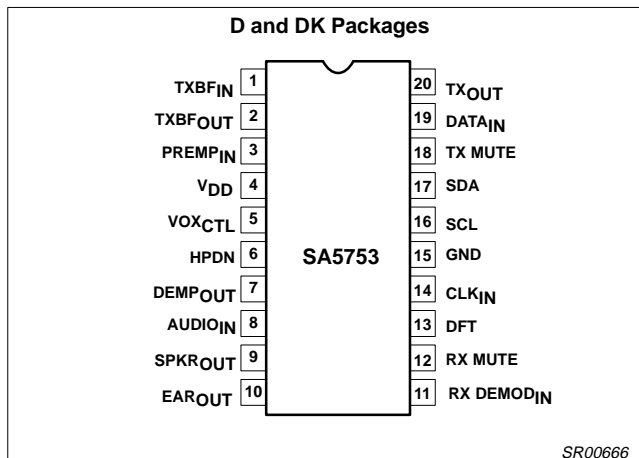 D and DK Packages
TXBFIN 1 20 TXOUT
TXBFOUT 2 19 DATAIN
PREMPIN 3 18 TX MUTE
VDD 4 17 SDA
VOXCTL 5 16 SCL
HPDN 6 SA5753 15 GND
DEMPOUT 7 14 CLKIN
AUDIOIN 8 13 DFT
SPKROUT 9 12 RX MUTE
EAROUT 10 11 RX DEMODIN
SR00666